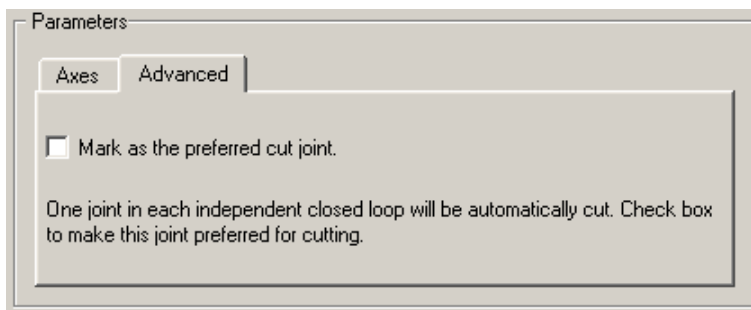 Parameters
Axes Advanced
Mark as the preferred cut joint.
One joint in each independent closed loop will be automatically cut. Check box
to make this joint preferred for cutting.